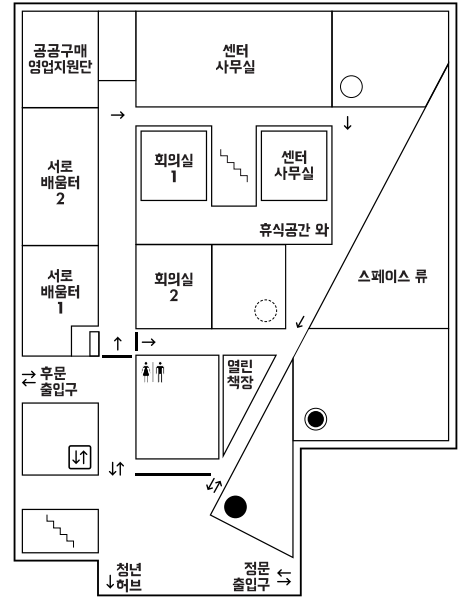 공공구매
영업지원단
센터
사무실
서로
배움터
2
회의실
1
센터
사무실
휴식공간 와
서로
배움터
1
회의실
2
스페이스 류
후문
출입구
열린
책장
청년
허브
정문
출입구